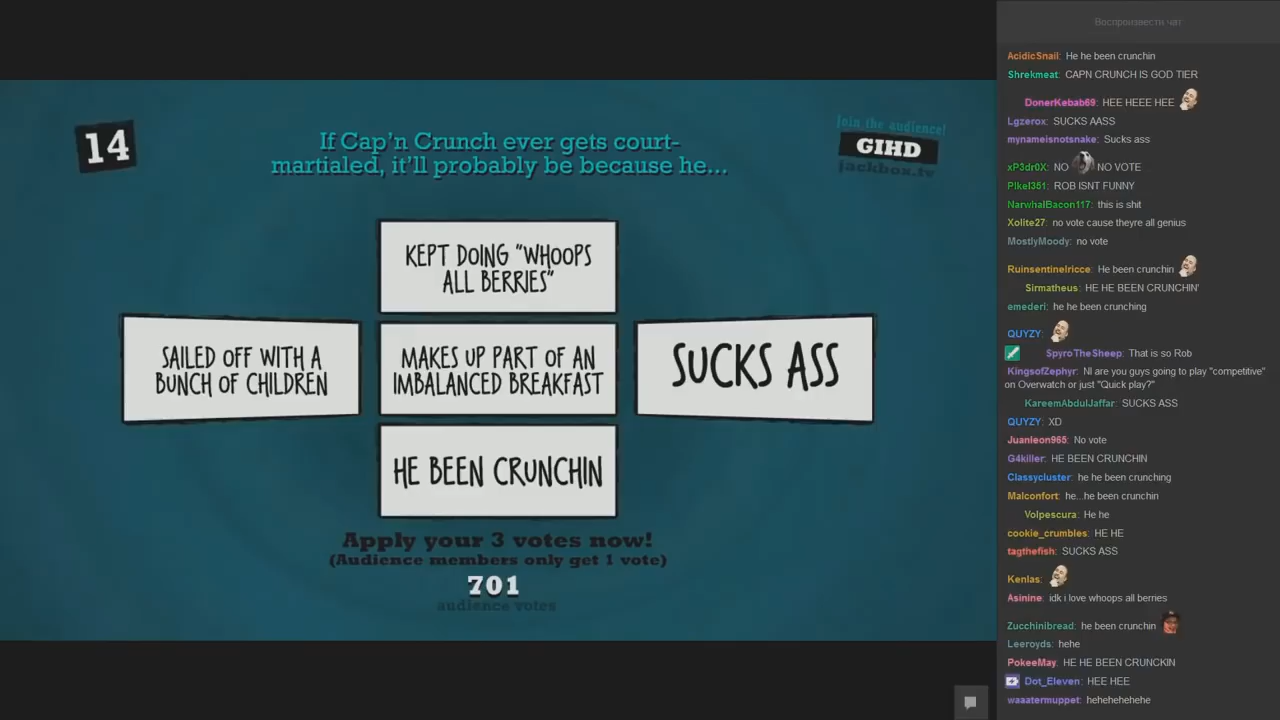 14
If Cap'n Crunch ever gets court-
martialed, it'll probably be because he...
Join the audience!
GIHD
jackbox.tv
KEPT DOING "WHOOPS
ALL BERRIES"
SAILED OFF WITH A
BUNCH OF CHILDREN
MAKES UP PART OF AN
IMBALANCED BREAKFAST
SUCKS ASS
HE BEEN CRUNCHIN
Apply your 3 votes now!
(Audience members only get 1 vote)
701
audience votes
Воспроизвести чат
AcidicSnail: He he been crunchin
Shrekmeat: CAPN CRUNCH IS GOD TIER
DonerKebab69: HEE HEEE HEE
Lgzerox: SUCKS AASS
mynameisnotsnake: Sucks ass
xP3dr0X: NO NO VOTE
Plkel351: ROB ISNT FUNNY
NarwhalBacon117: this is shit
Xolite27: no vote cause theyre all genius
MostlyMoody: no vote
Ruinsentinelricce: He been crunchin
Sirmatheus: HE HE BEEN CRUNCHIN'
emederi: he he been crunching
QUYZY:
SpyroTheSheep: That is so Rob
KingsofZephyr: Nl are you guys going to play "competitive"
on Overwatch or just "Quick play?"
KareemAbdulJaffar: SUCKS ASS
QUYZY: XD
Juanleon965: No vote
G4killer: HE BEEN CRUNCHIN
Classycluster: he he been crunching
Malconfort: he...he been crunchin
Volpescura: He he
cookie_crumbles: HE HE
tagthefish: SUCKS ASS
Kenlas:
Asinine: idk i love whoops all berries
Zucchinibread: he been crunchin
Leeroyds: hehe
PokeeMay: HE HE BEEN CRUNCKIN
Dot_Eleven: HEE HEE
waaatermuppet: hehehehehehe